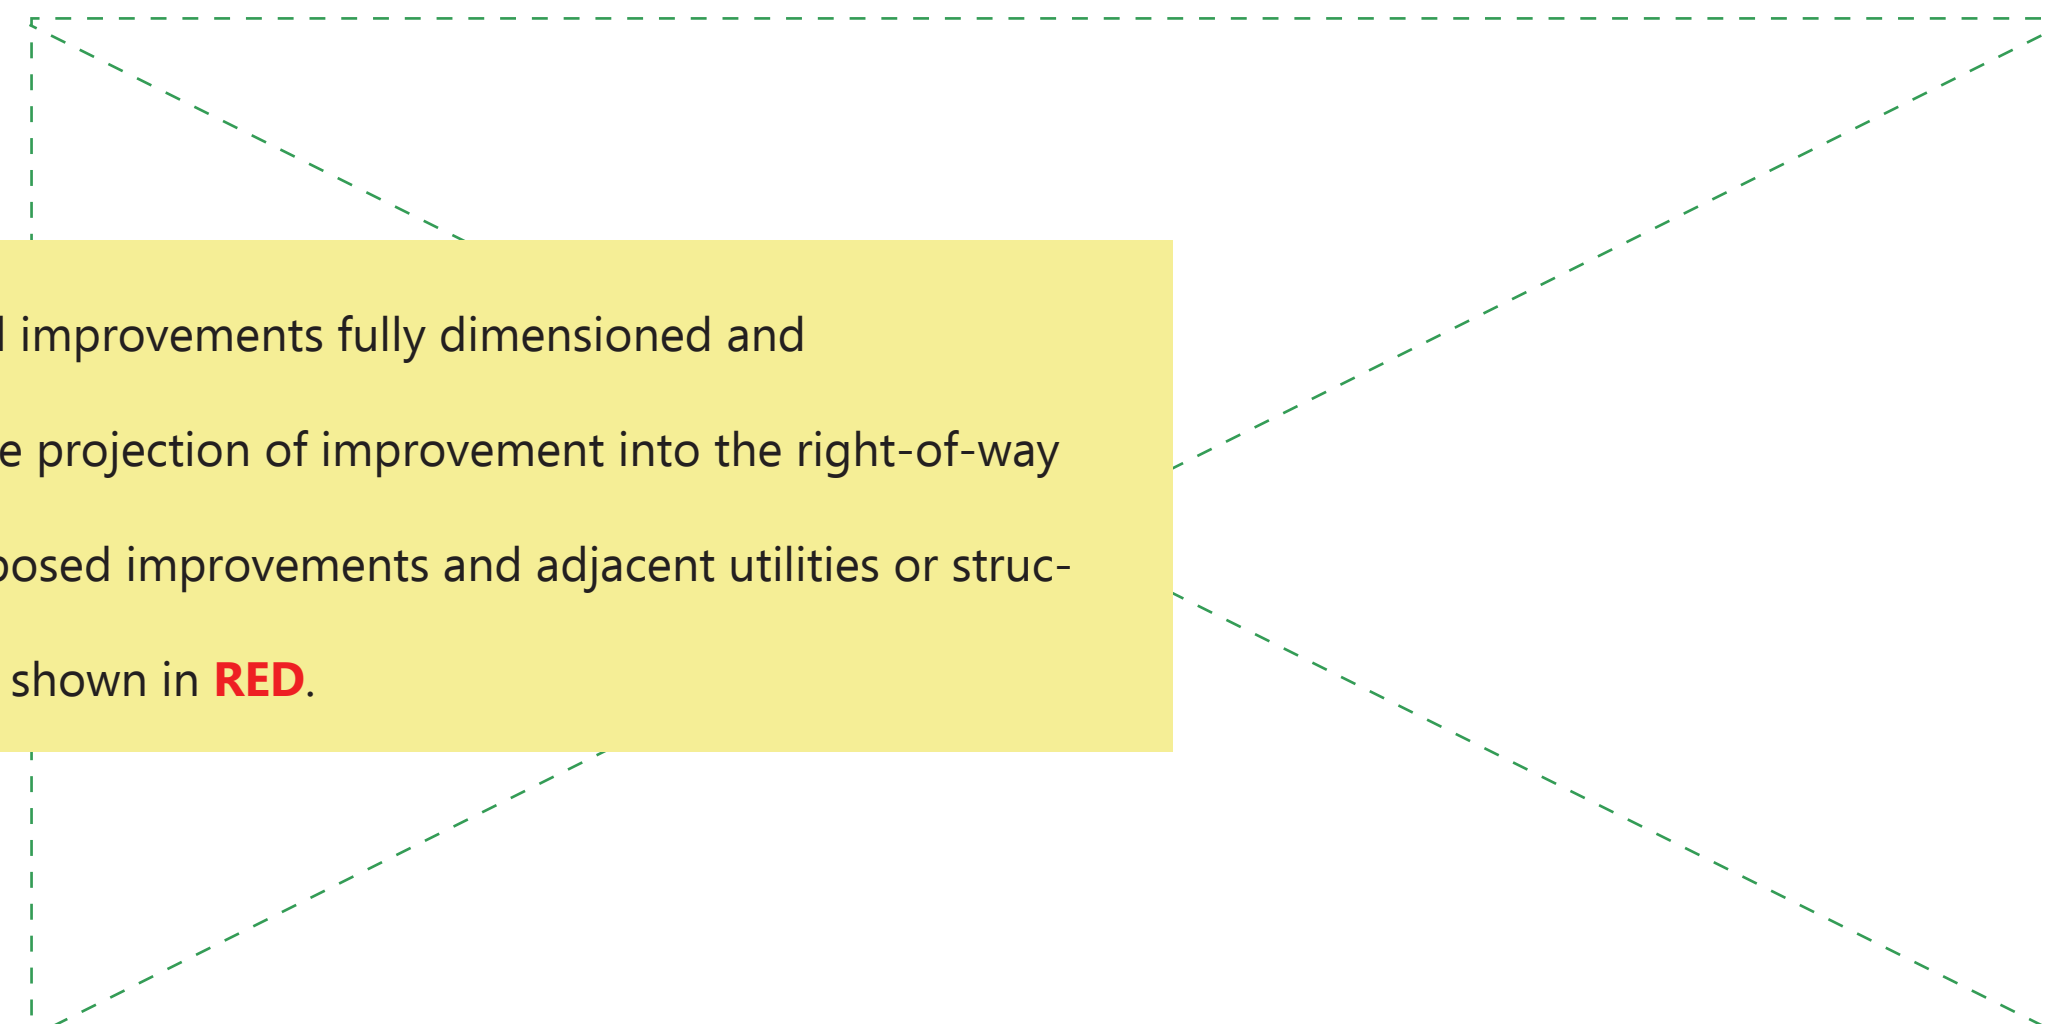 improvements fully dimensioned and
projection of improvement into the right-of-way
improvements and adjacent utilities or struc-
shown in RED.